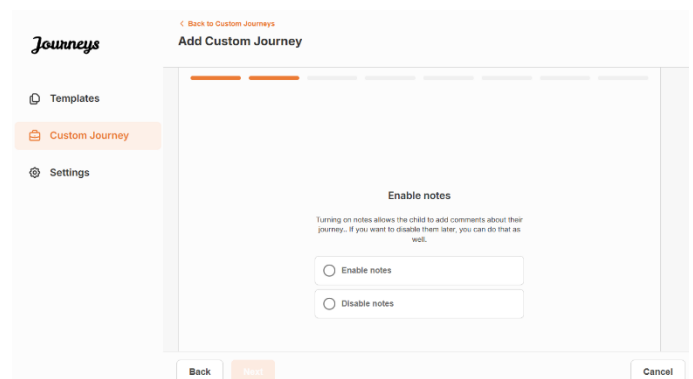 Journeys
< Back to Custom Journeys
Add Custom Journey
Templates
Custom Journey
Settings
Enable notes
Turning on notes allows the child to add comments about their
journey.. If you want to disable them later, you can do that as
well.
Enable notes
Disable notes
Back
Next
Cancel